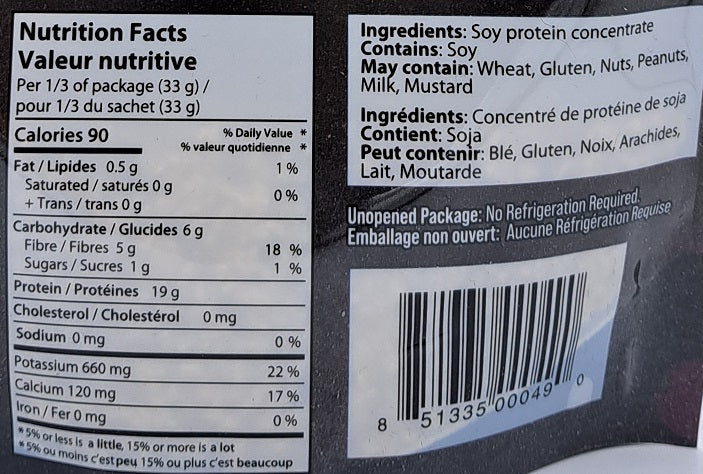 Nutrition Facts
Valeur nutritive
Per 1/3 of package (33 g) /
pour 1/3 du sachet (33 g)
Calories 90
% Daily Value *
% valeur quotidienne *
Fat / Lipides 0.5 g 1 %
Saturated / saturés 0 g
+ Trans / trans 0 g 0 %
Carbohydrate / Glucides 6 g
Fibre / Fibres 5 g 18 %
Sugars / Sucres 1 g 1 %
Protein / Protéines 19 g
Cholesterol / Cholestérol 0 mg
Sodium 0 mg 0 %
Potassium 660 mg 22 %
Calcium 120 mg 17 %
Iron / Fer 0 mg 0 %
* 5% or less is a little, 15% or more is a lot
* 5% ou moins c'est peu 15% ou plus c'est beaucoup
Ingredients: Soy protein concentrate
Contains: Soy
May contain: Wheat, Gluten, Nuts, Peanuts,
Milk, Mustard
Ingrédients: Concentré de protéine de soja
Contient: Soja
Peut contenir: Blé, Gluten, Noix, Arachides,
Lait, Moutarde
Unopened Package: No Refrigeration Required.
Emballage non ouvert: Aucune Réfrigération Requise
8 51335 00049 0